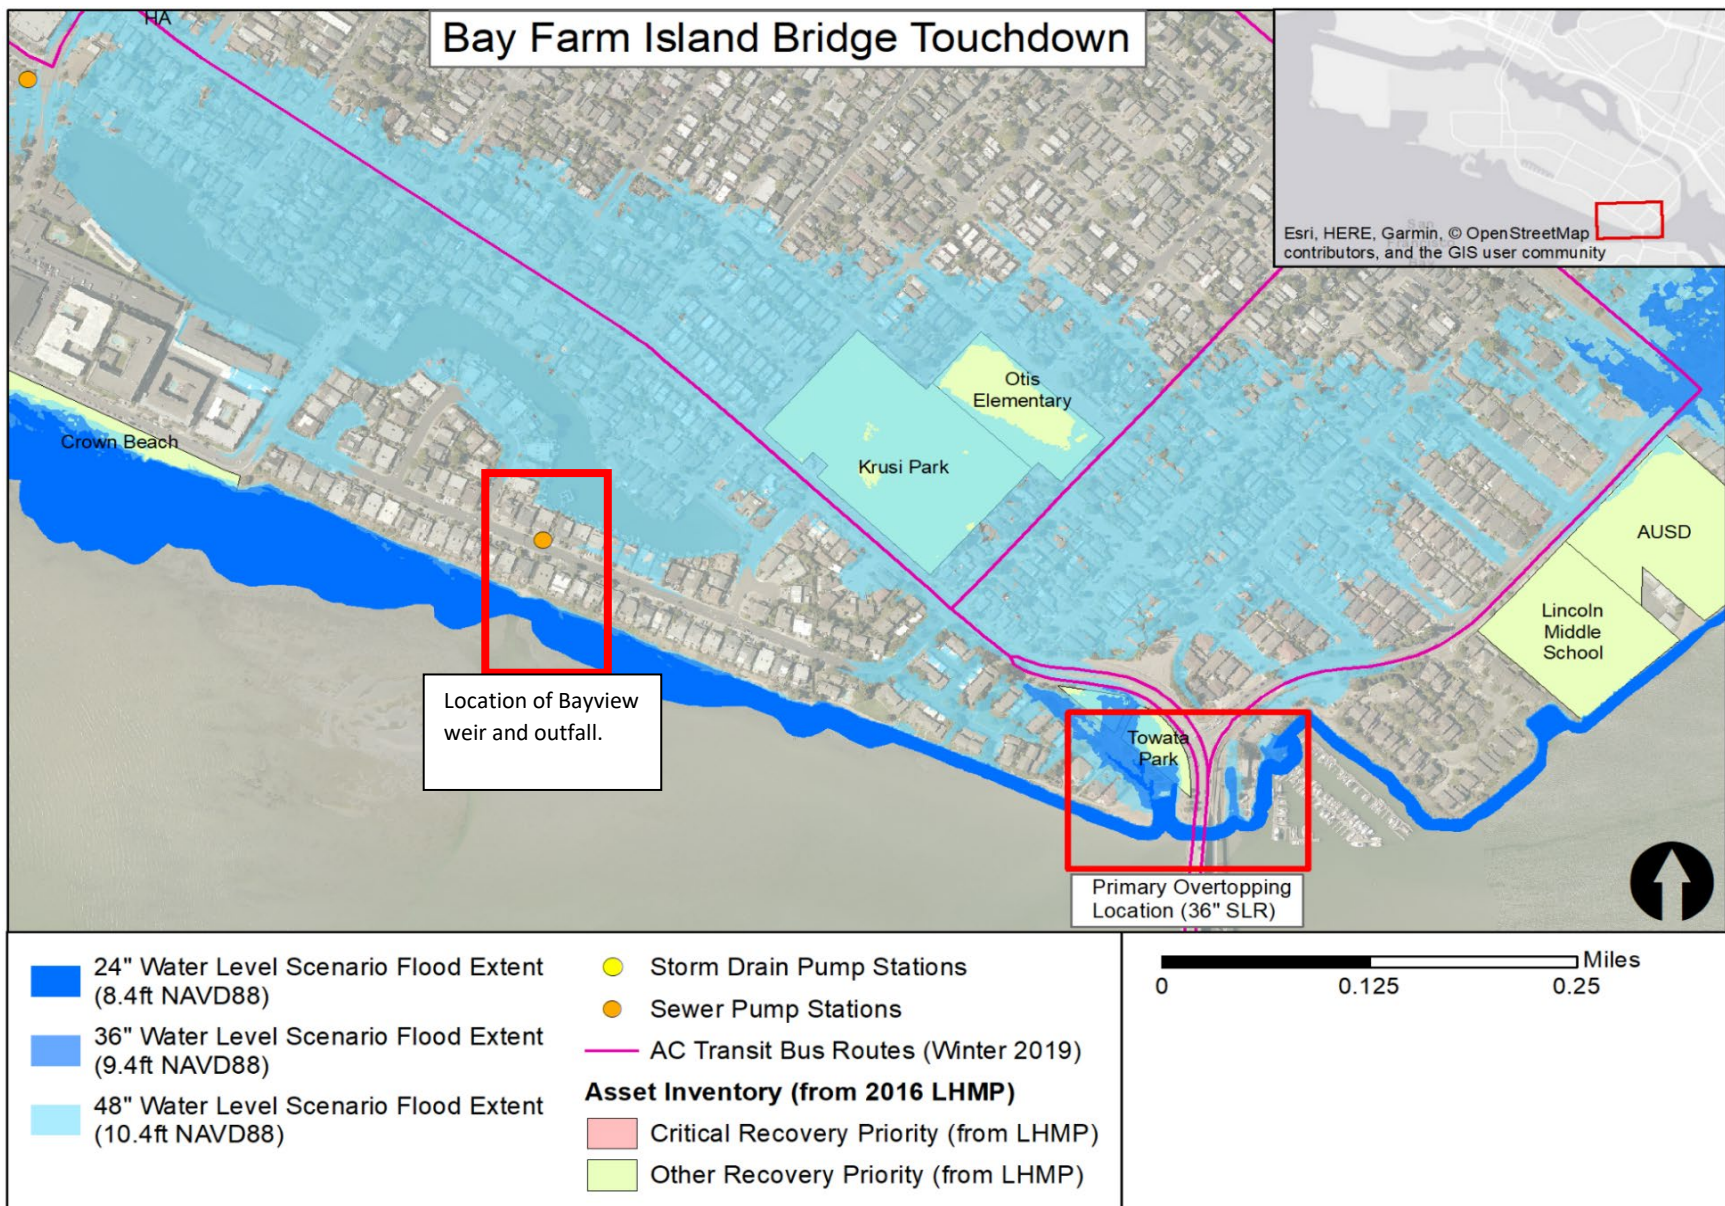 HA
Bay Farm Island Bridge Touchdown
San
Francisco
Bay
Esri, HERE, Garmin, © OpenStreetMap
contributors, and the GIS user community
Otis
Elementary
Crown Beach
Krusi Park
AUSD
Lincoln
Middle
School
Location of Bayview
weir and outfall.
Towata
Park
Primary Overtopping
Location (36" SLR)
24" Water Level Scenario Flood Extent
(8.4ft NAVD88)
36" Water Level Scenario Flood Extent
(9.4ft NAVD88)
48" Water Level Scenario Flood Extent
(10.4ft NAVD88)
Storm Drain Pump Stations
Sewer Pump Stations
AC Transit Bus Routes (Winter 2019)
Asset Inventory (from 2016 LHMP)
Critical Recovery Priority (from LHMP)
Other Recovery Priority (from LHMP)
Miles
0 0.125 0.25